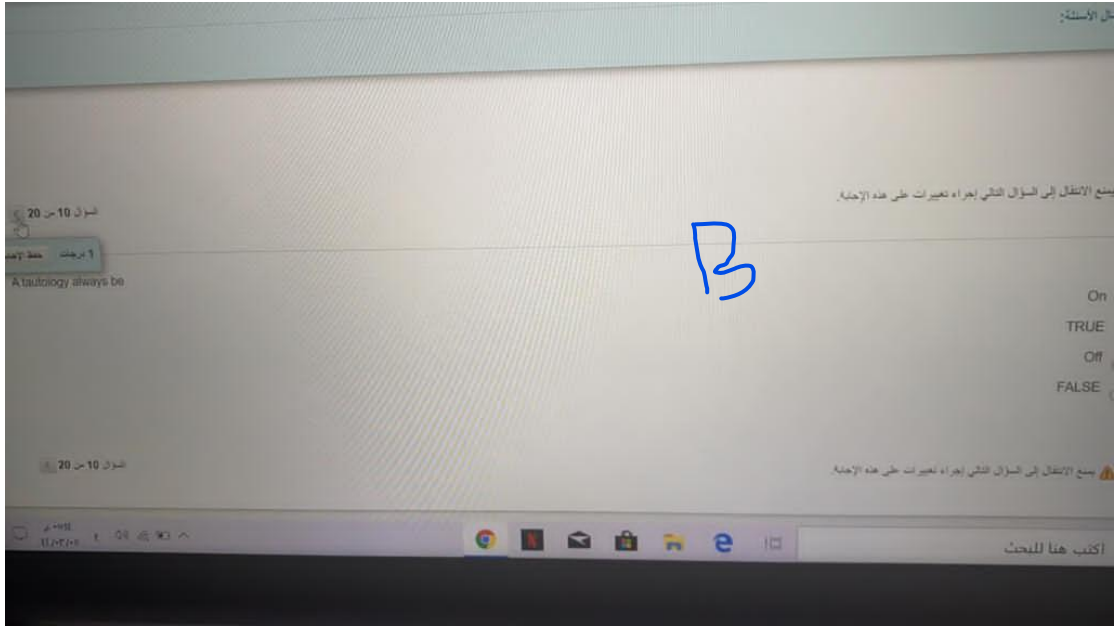 يمنع الانتقال إلى السؤال التالي إجراء تغييرات على هذه الإجابة.
السؤال 10 من 20
1 درجات
B
A tautology always be
On
TRUE
Off
FALSE
السؤال 10 من 20
يمنع الانتقال إلى السؤال التالي إجراء تغييرات على هذه الإجابة.
اكتب هنا للبحث